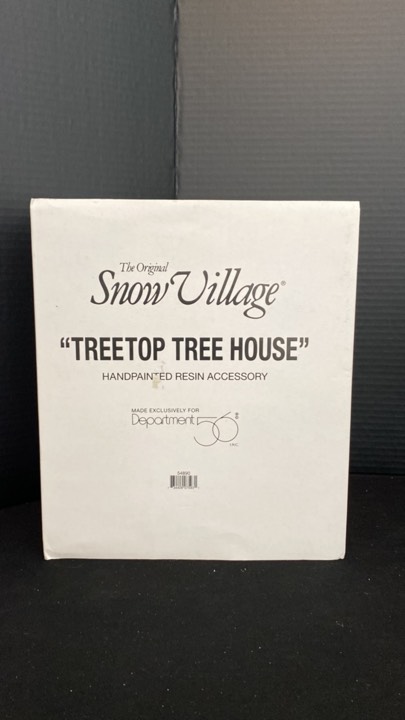 The Original
Snow Village®
“TREETOP TREE HOUSE”
HANDPAINTED RESIN ACCESSORY
MADE EXCLUSIVELY FOR
Department 56®